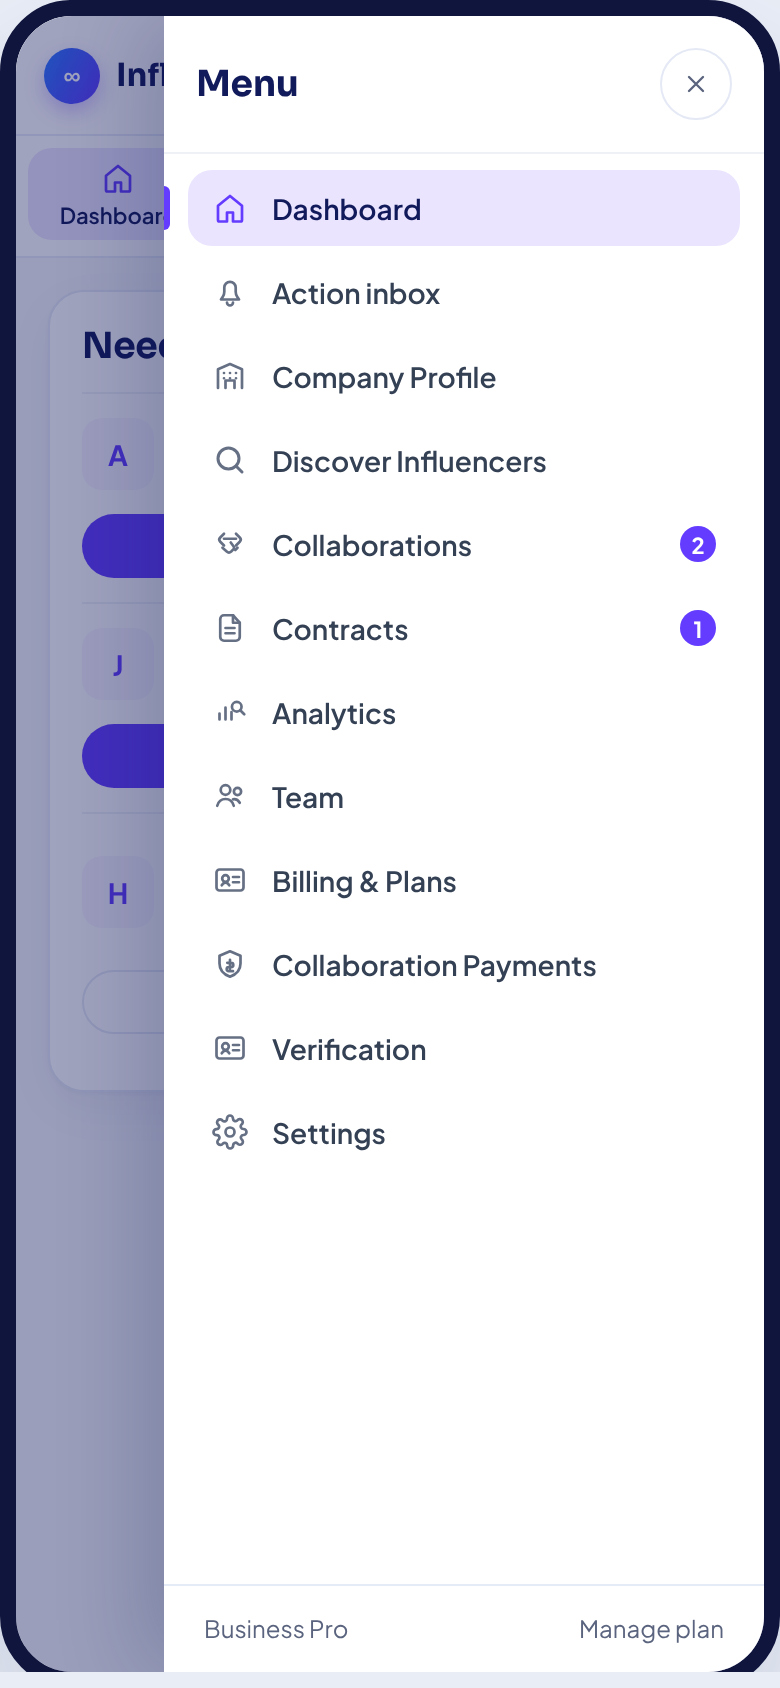 ∞
Menu
Dashboard
Dashboard
Action inbox
A
Company Profile
Discover Influencers
Collaborations 2
Contracts 1
J
Analytics
Team
Billing & Plans
H
Collaboration Payments
Verification
Settings
Business Pro Manage plan